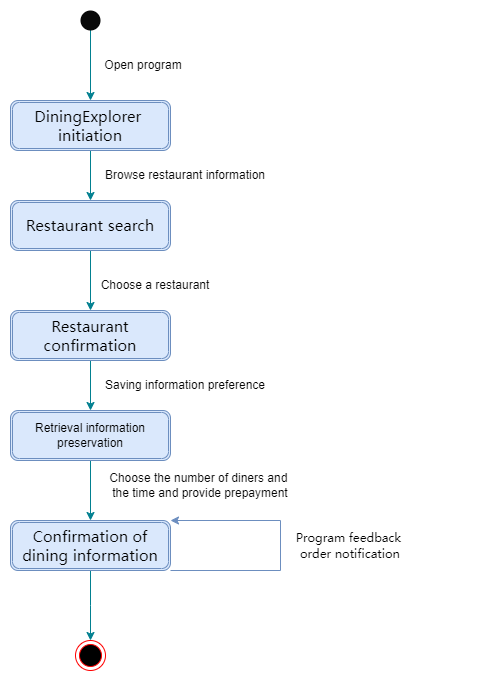 Open program
DiningExplorer
initiation
Browse restaurant information
Restaurant search
Choose a restaurant
Restaurant
confirmation
Saving information preference
Retrieval information
preservation
Choose the number of diners and
the time and provide prepayment
Confirmation of
dining information
Program feedback
order notification